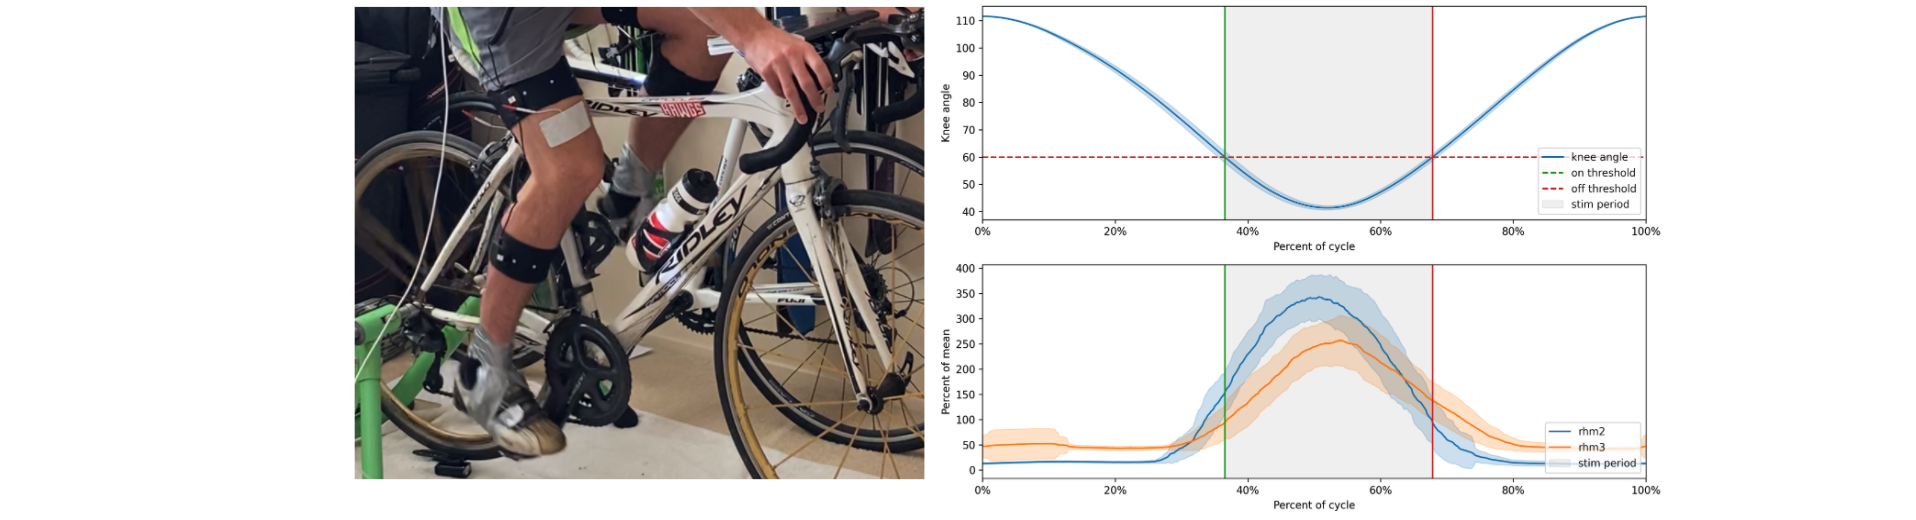 RIDLEY
HAWGS
RIDLEY
FUJI
110
100
90
80
70
60
50
40
Knee angle
knee angle
on threshold
off threshold
stim period
0% 20% 40% 60% 80% 100%
Percent of cycle
400
350
300
250
200
150
100
50
0
Percent of mean
rhm2
rhm3
stim period
0% 20% 40% 60% 80% 100%
Percent of cycle